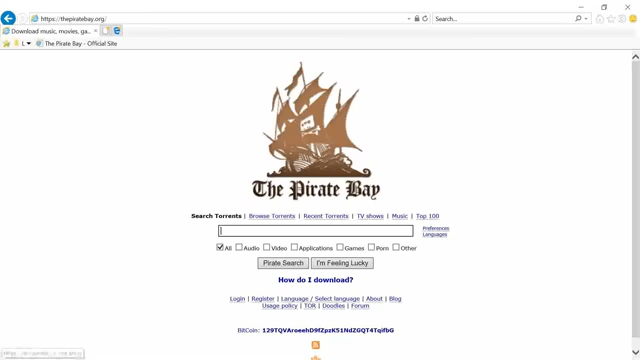 https://thepiratebay.org/
Search...
Download music, movies, ga...
The Pirate Bay - Official Site
The Pirate Bay
Search Torrents | Browse Torrents | Recent Torrents | TV shows | Music | Top 100
Preferences
Languages
All Audio Video Applications Games Porn Other
Pirate Search I'm Feeling Lucky
How do I download?
Login | Register | Language / Select language | About | Blog
Usage policy | TOR | Doodles | Forum
BitCoin: 129TQVAroeehD9fZpzK51NdZGQT4TqifbG